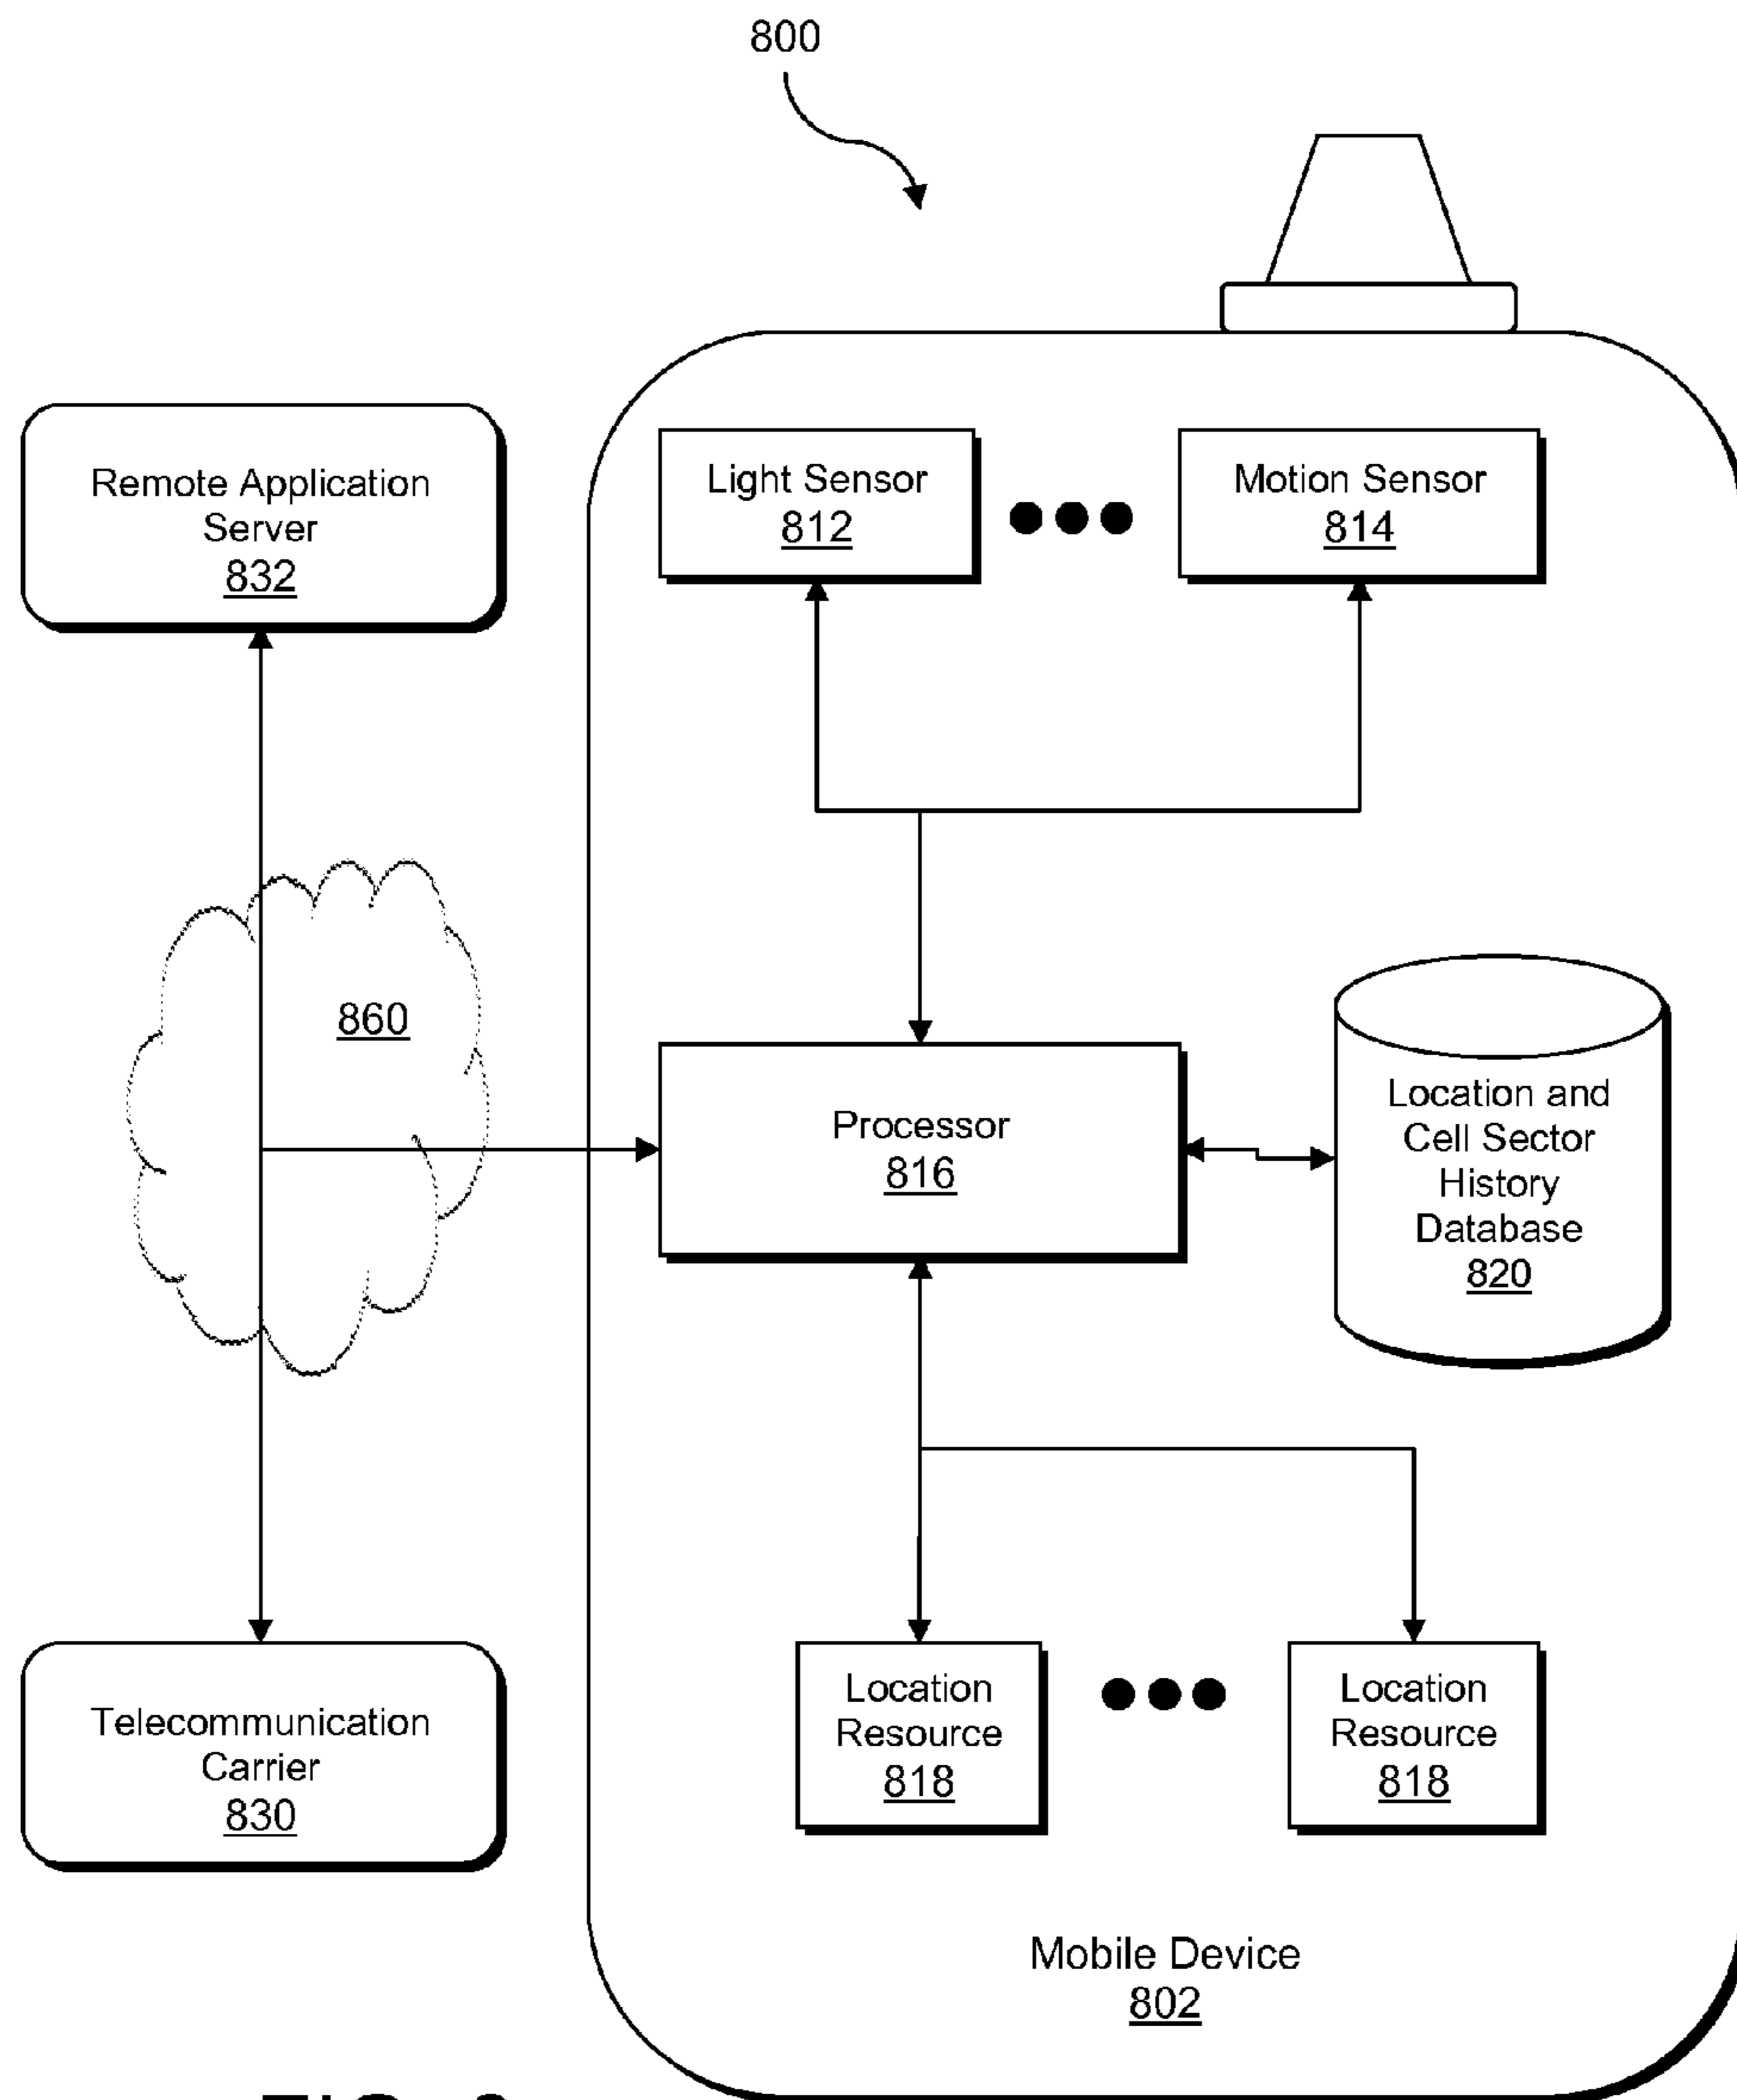 800
Remote Application
Server
832
Light Sensor
812
Motion Sensor
814
860
Processor
816
Location and
Cell Sector
History
Database
820
Telecommunication
Carrier
830
Location
Resource
818
Location
Resource
818
Mobile Device
802